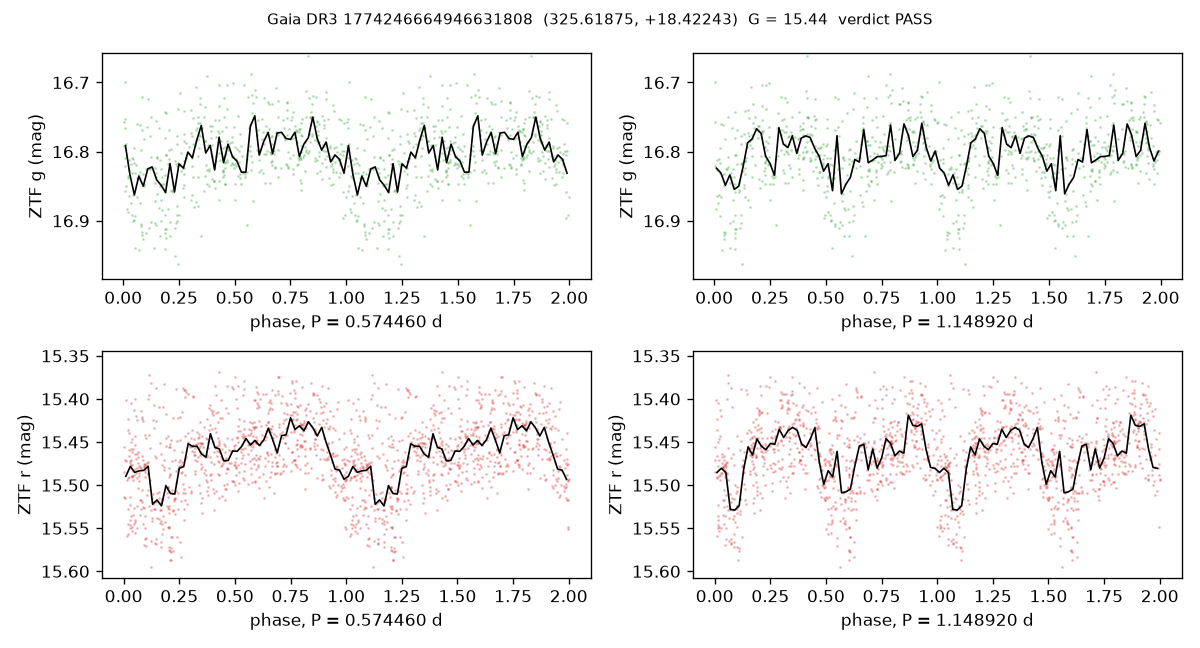 Gaia DR3 1774246664946631808 (325.61875, +18.42243) G = 15.44 verdict PASS
ZTF g (mag)
16.7
16.8
16.9
0.00 0.25 0.50 0.75 1.00 1.25 1.50 1.75 2.00
phase, P = 0.574460 d
ZTF g (mag)
16.7
16.8
16.9
0.00 0.25 0.50 0.75 1.00 1.25 1.50 1.75 2.00
phase, P = 1.148920 d
ZTF r (mag)
15.35
15.40
15.45
15.50
15.55
15.60
0.00 0.25 0.50 0.75 1.00 1.25 1.50 1.75 2.00
phase, P = 0.574460 d
ZTF r (mag)
15.35
15.40
15.45
15.50
15.55
15.60
0.00 0.25 0.50 0.75 1.00 1.25 1.50 1.75 2.00
phase, P = 1.148920 d